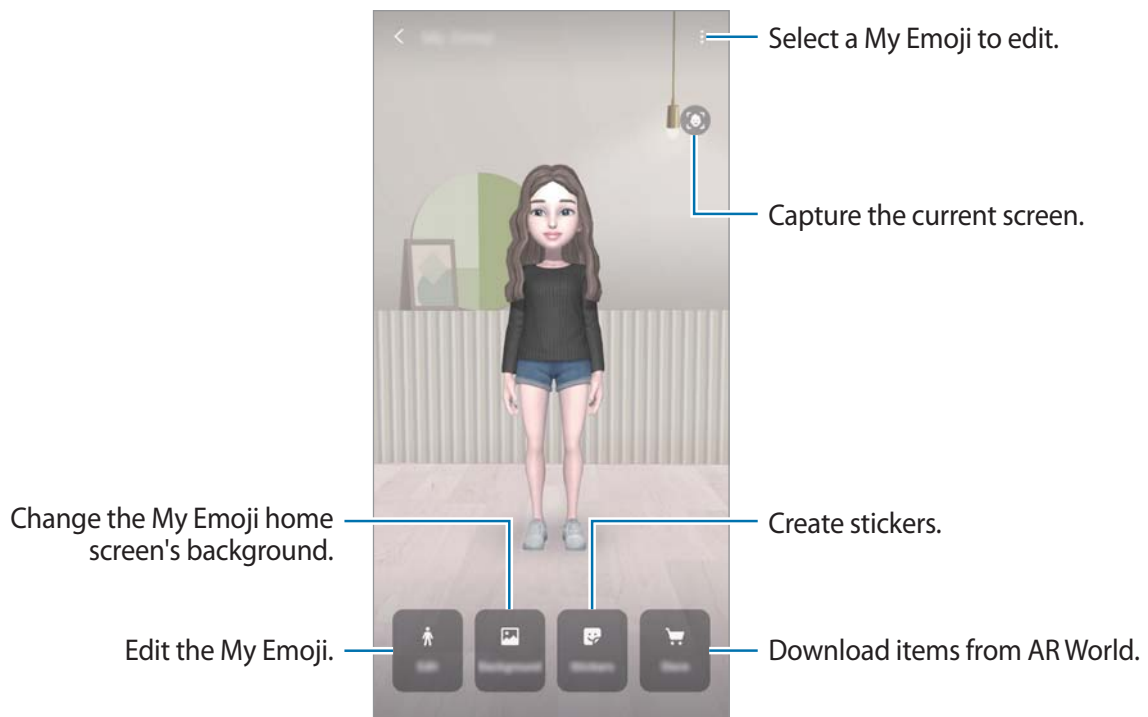 Select a My Emoji to edit.
Capture the current screen.
Change the My Emoji home
screen's background.
Create stickers.
Edit the My Emoji.
Download items from AR World.